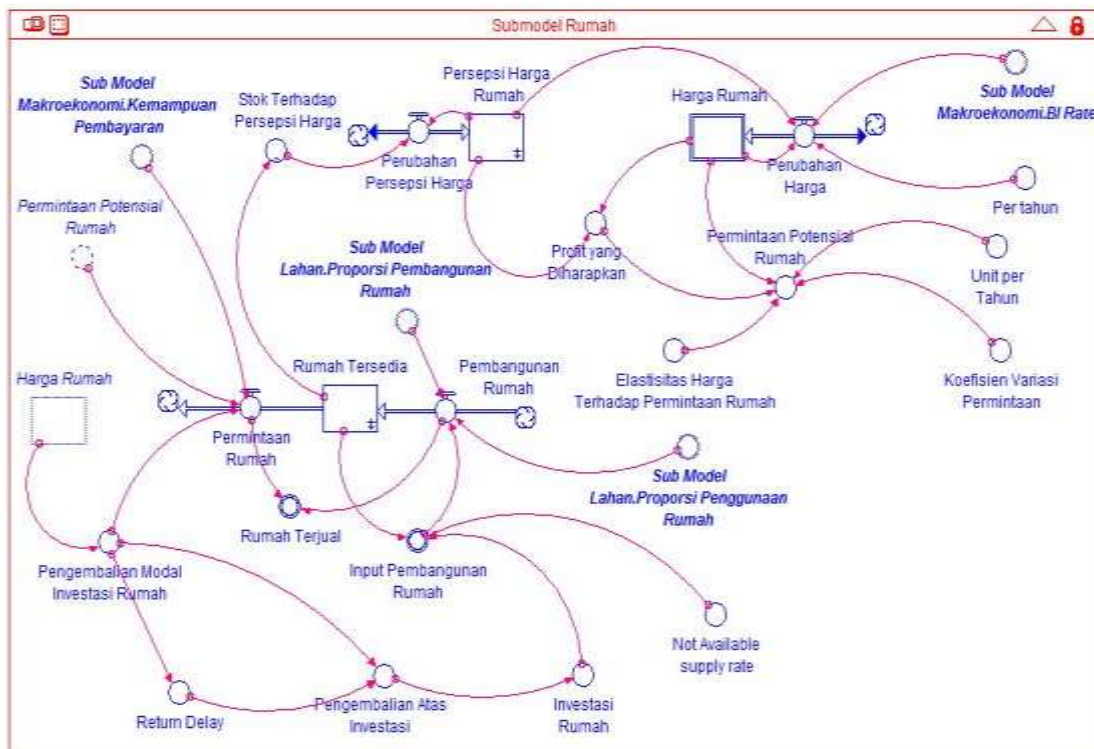 Submodel Rumah
Sub Model
Makroekonomi.Kemampuan
Pembayaran
Stok Terhadap
Persepsi Harga
Persepsi Harga
Rumah
Harga Rumah
Sub Model
Makroekonomi.BI Rate
Perubahan
Persepsi Harga
Perubahan
Harga
Per tahun
Permintaan Potensial
Rumah
Sub Model
Lahan.Proporsi Pembangunan
Rumah
Profit yang
Diharapkan
Permintaan Potensial
Rumah
Unit per
Tahun
Harga Rumah
Rumah Tersedia
Pembangunan
Rumah
Elastisitas Harga
Terhadap Permintaan Rumah
Koefisien Variasi
Permintaan
Permintaan
Rumah
Sub Model
Lahan.Proporsi Penggunaan
Rumah
Rumah Terjual
Pengembalian Modal
Investasi Rumah
Input Pembangunan
Rumah
Not Available
supply rate
Return Delay
Pengembalian Atas
Investasi
Investasi
Rumah